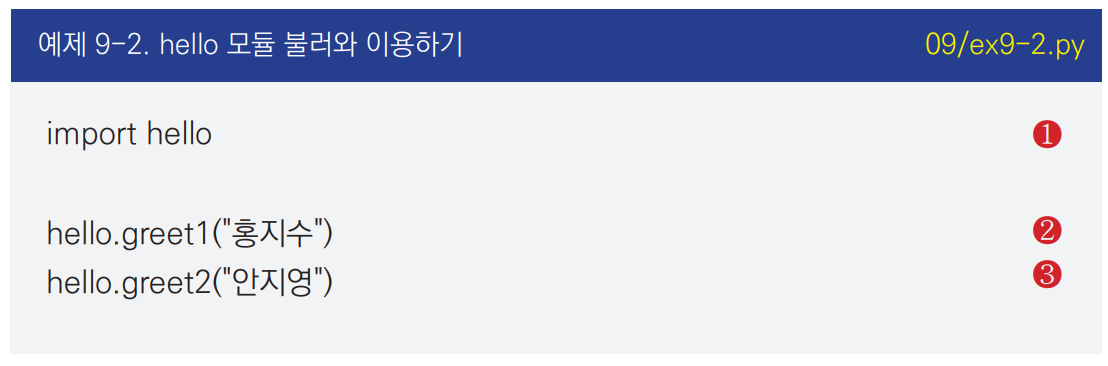 예제 9-2. hello 모듈 불러와 이용하기 09/ex9-2.py
import hello ❶
hello.greet1("홍지수") ❷
hello.greet2("안지영") ❸